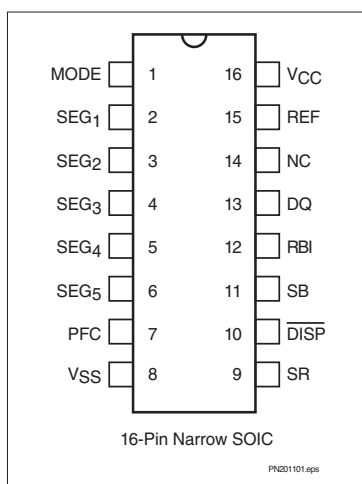 MODE 1 16 VCC
SEG1 2 15 REF
SEG2 3 14 NC
SEG3 4 13 DQ
SEG4 5 12 RBI
SEG5 6 11 SB
PFC 7 10 DISP
VSS 8 9 SR
16-Pin Narrow SOIC
PN201101.eps